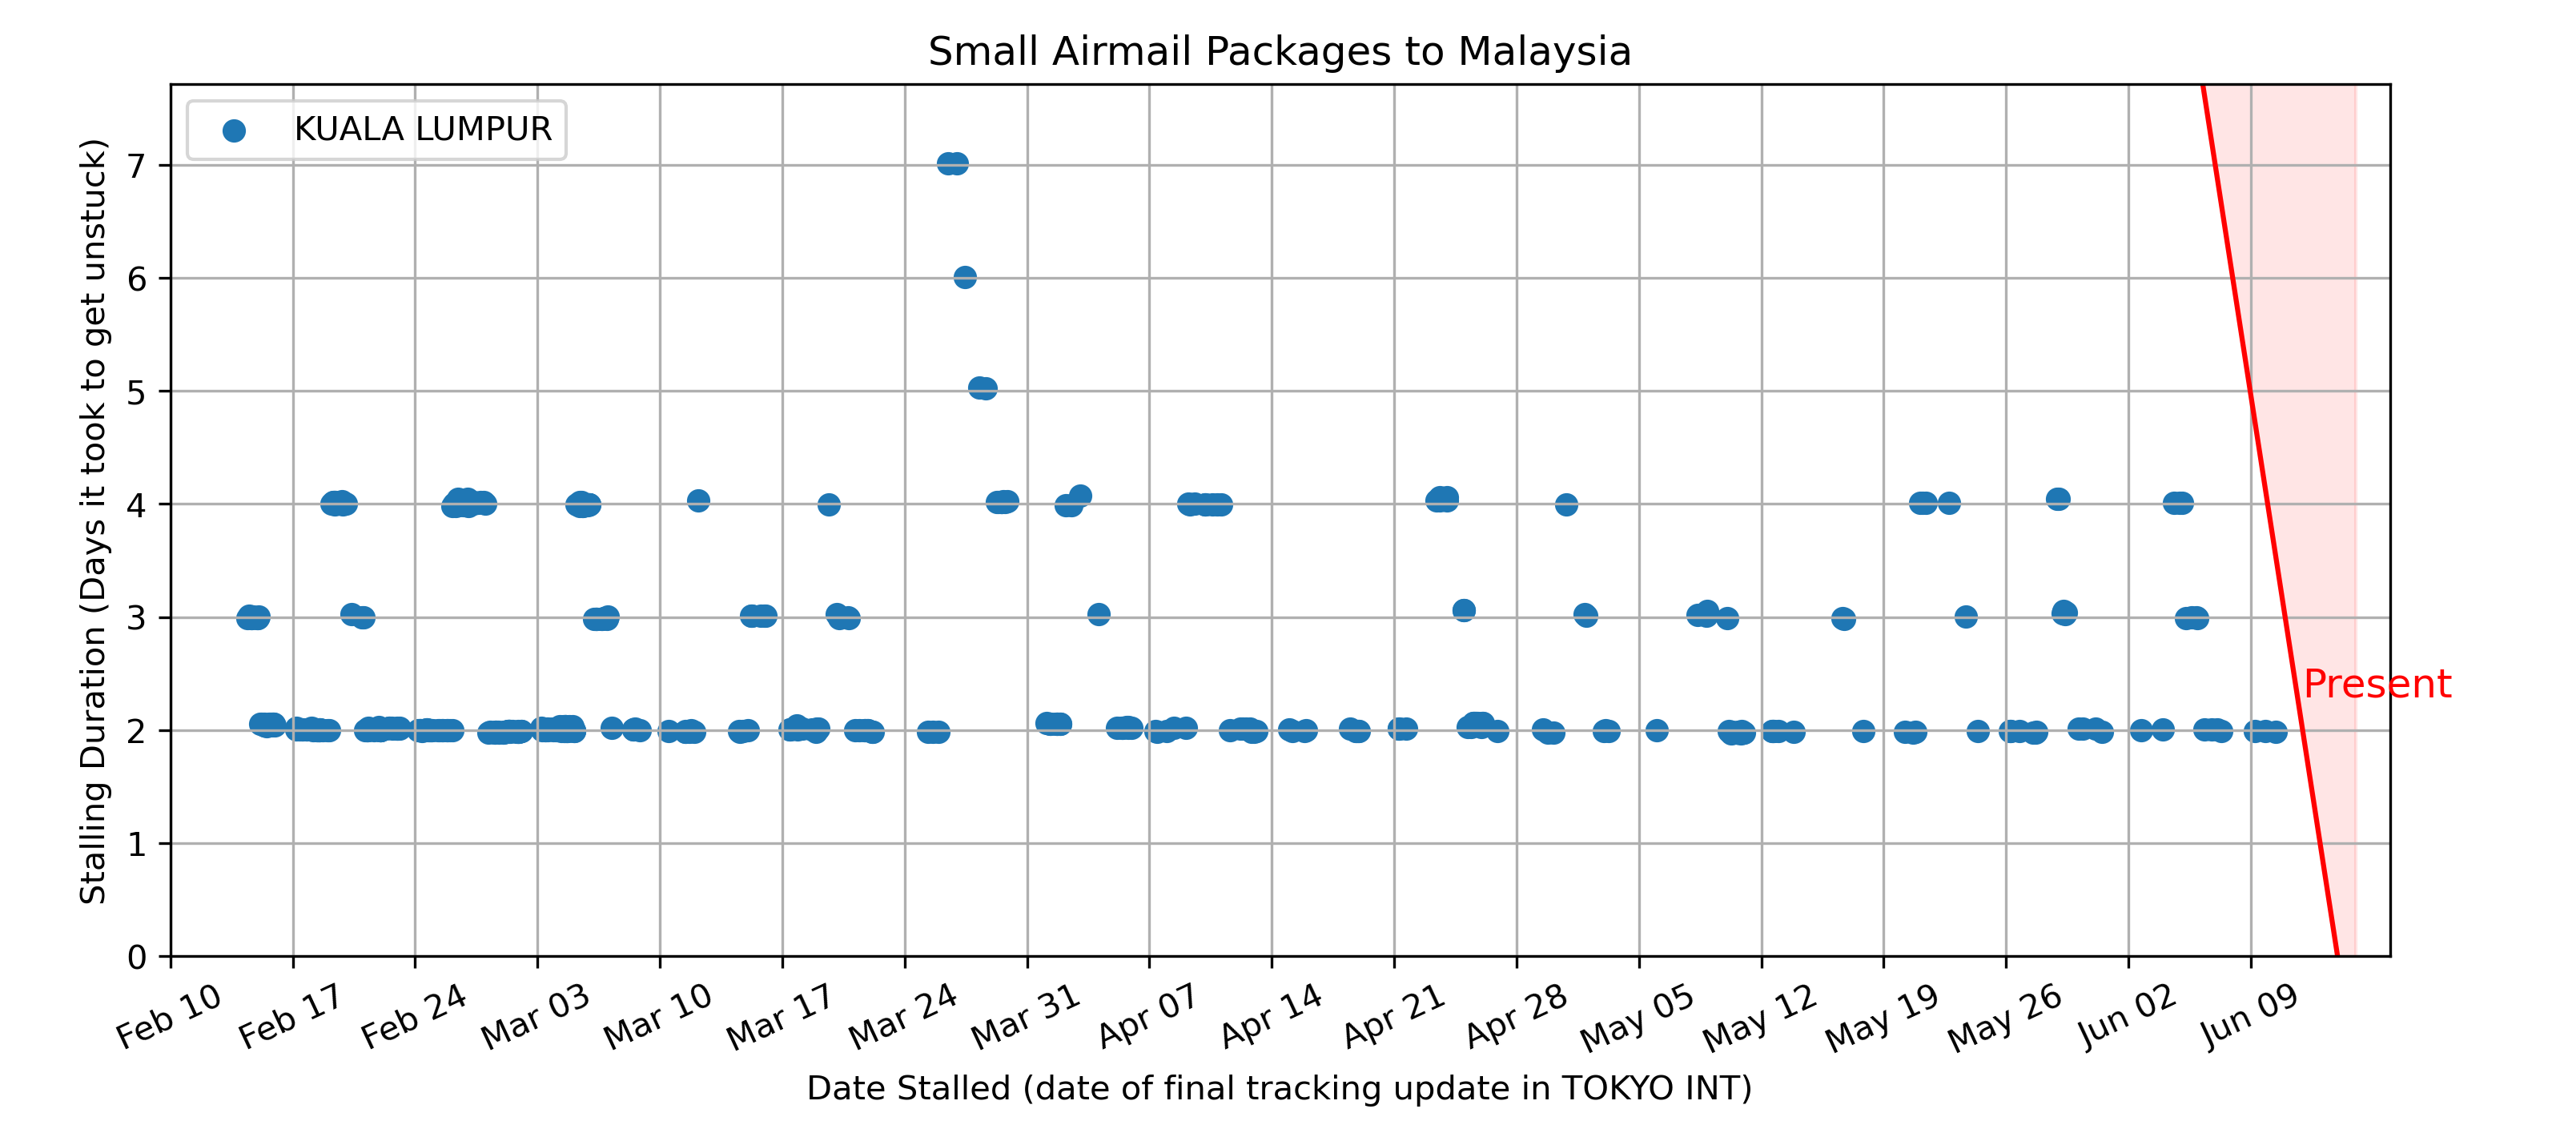 Small Airmail Packages to Malaysia
KUALA LUMPUR
Stalling Duration (Days it took to get unstuck)
7
6
5
4
3
2
1
0
Present
Feb 10
Feb 17
Feb 24
Mar 03
Mar 10
Mar 17
Mar 24
Mar 31
Apr 07
Apr 14
Apr 21
Apr 28
May 05
May 12
May 19
May 26
Jun 02
Jun 09
Date Stalled (date of final tracking update in TOKYO INT)